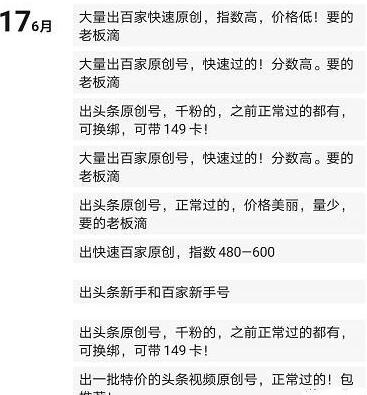 17 6月
大量出百家快速原创，指数高，价格低！要的
老板滴
大量出百家原创号，快速过的！分数高。要的
老板滴
出头条原创号，千粉的，之前正常过的都有，
可换绑，可带 149 卡！
大量出百家原创号，快速过的！分数高。要的
老板滴
出头条原创号，正常过的，价格美丽，量少，
要的老板滴
出快速百家原创，指数 480—600
出头条新手和百家新手号
出头条原创号，千粉的，之前正常过的都有，
可换绑，可带 149 卡！
出一批特价的头条视频原创号，正常过的！包